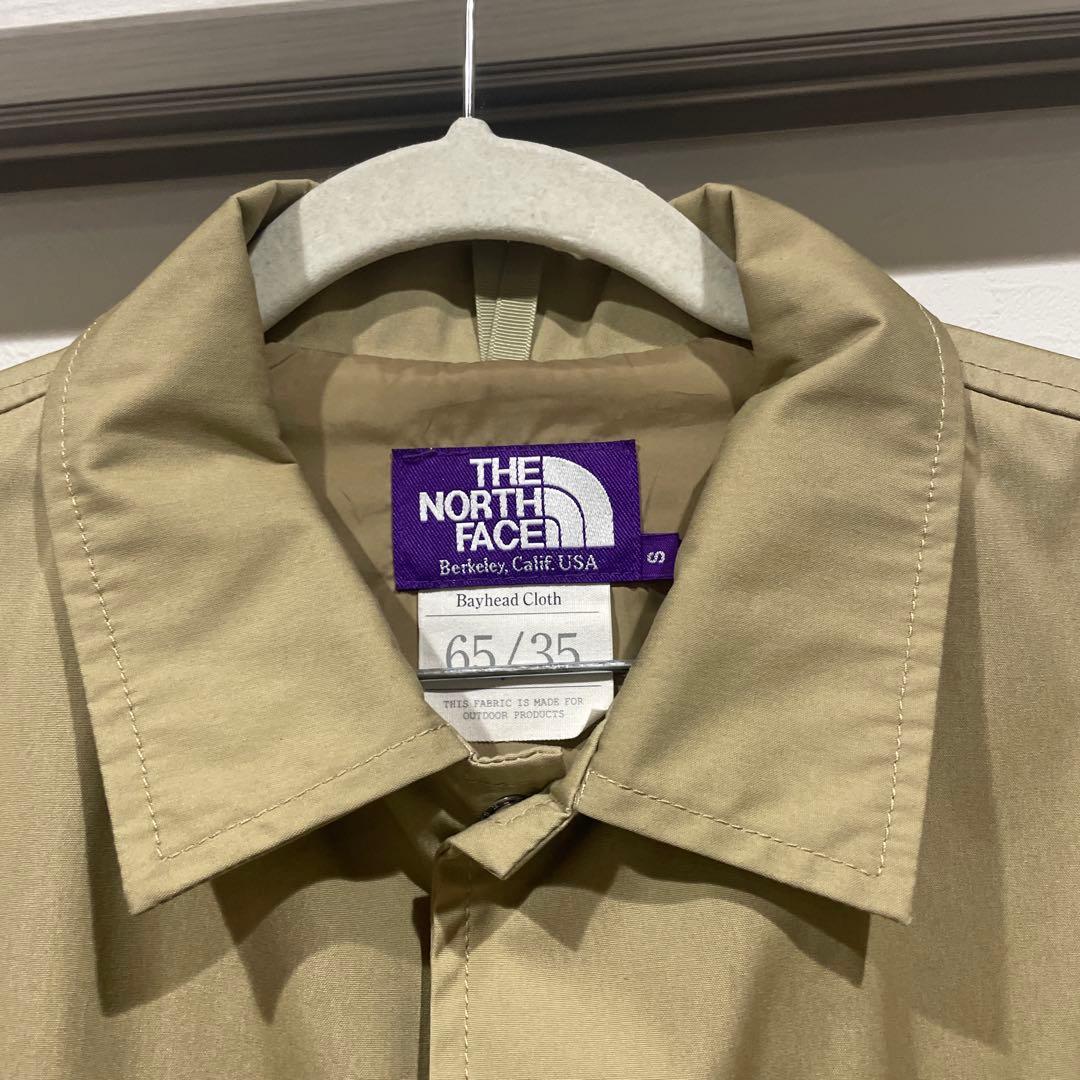 THE
NORTH
FACE
Berkeley, Calif. USA
S
Bayhead Cloth
65/35
THIS FABRIC IS MADE FOR
OUTDOOR PRODUCTS